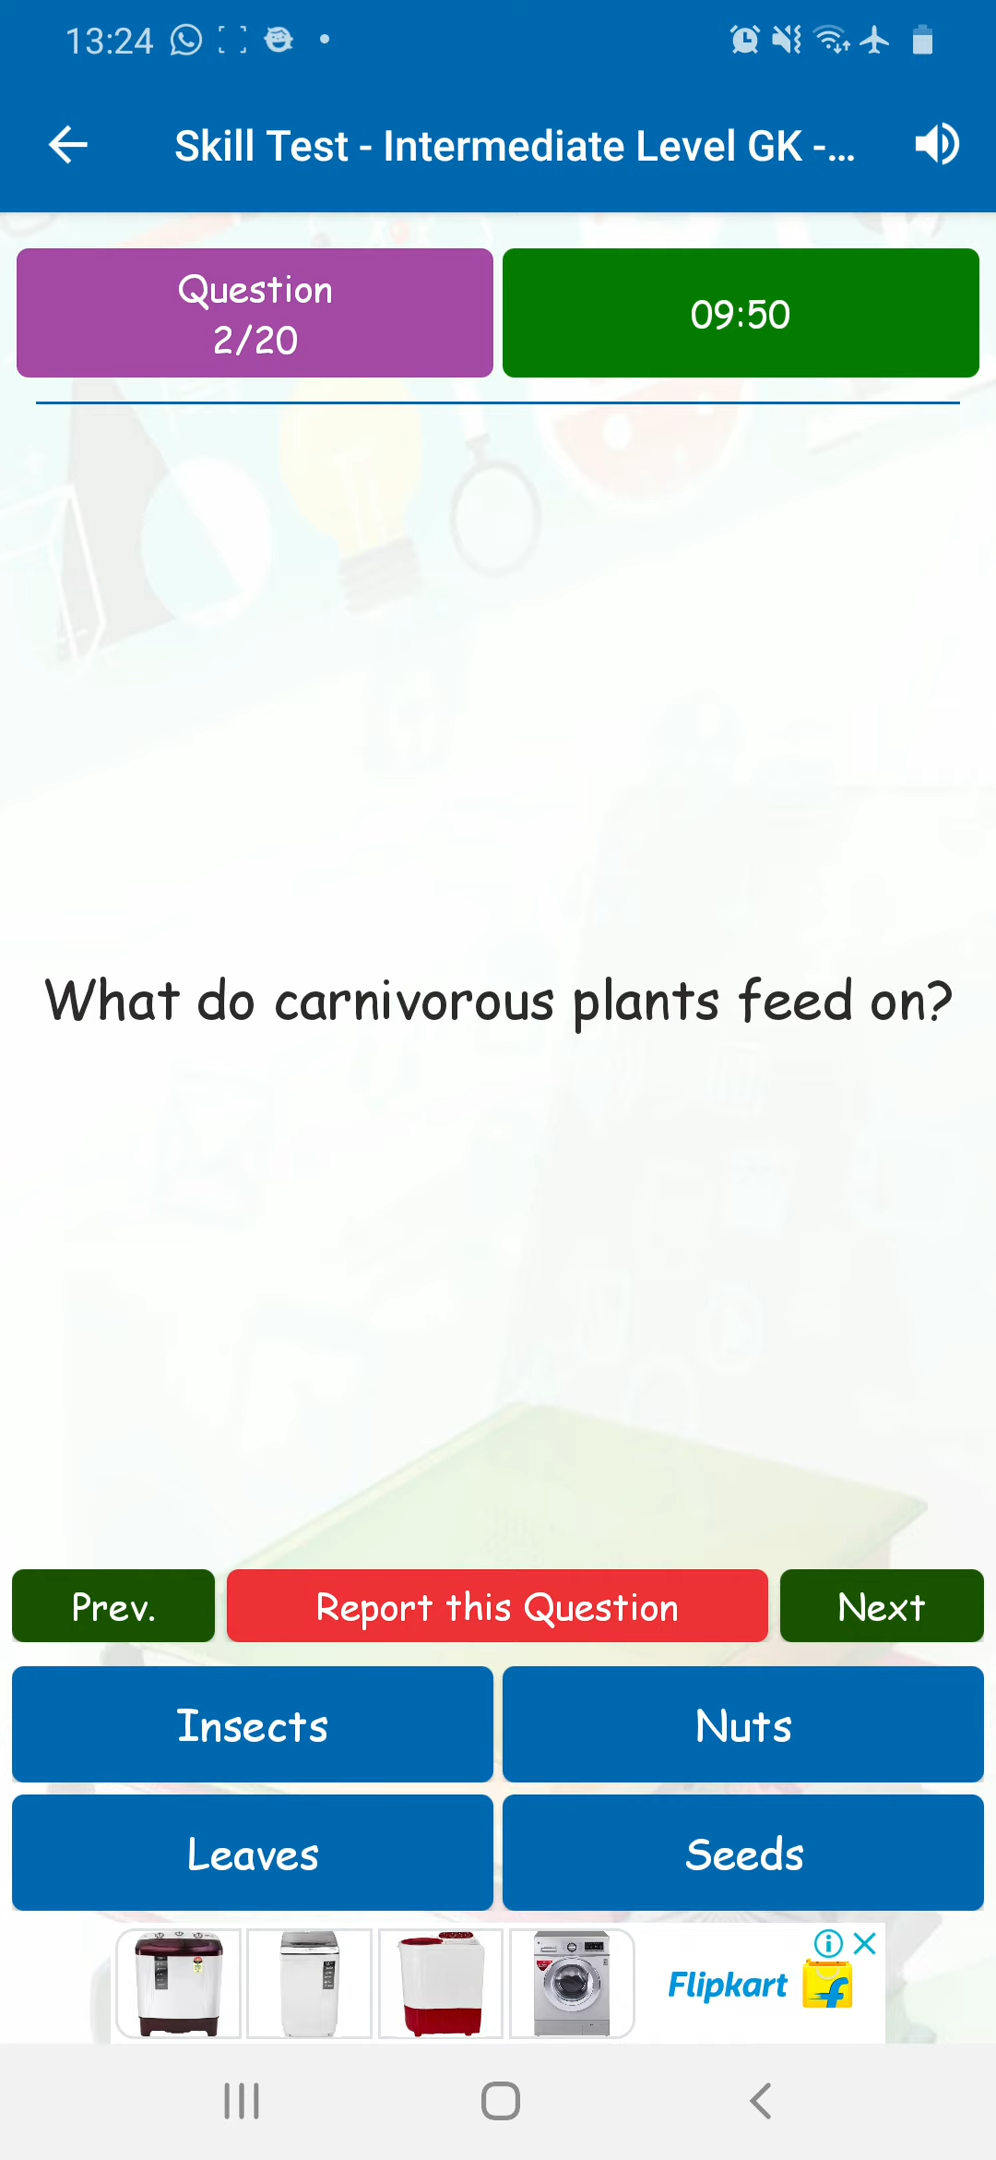 13:24
Skill Test - Intermediate Level GK -...
Question
2/20
09:50
What do carnivorous plants feed on?
Prev.
Report this Question
Next
Insects
Nuts
Leaves
Seeds
Flipkart